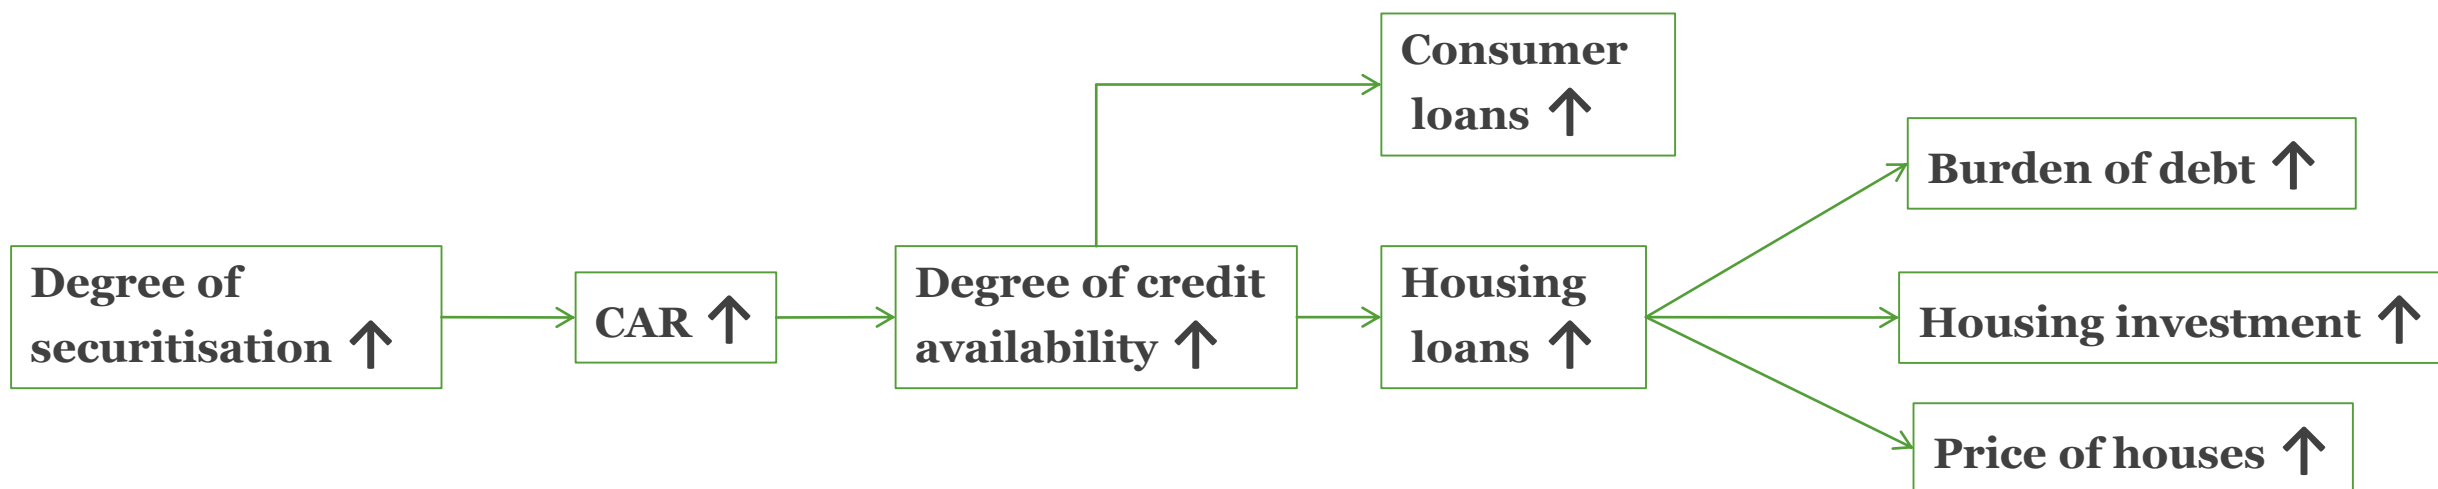 Degree of
securitisation ↑
CAR ↑
Degree of credit
availability ↑
Consumer
loans ↑
Housing
loans ↑
Burden of debt ↑
Housing investment ↑
Price of houses ↑